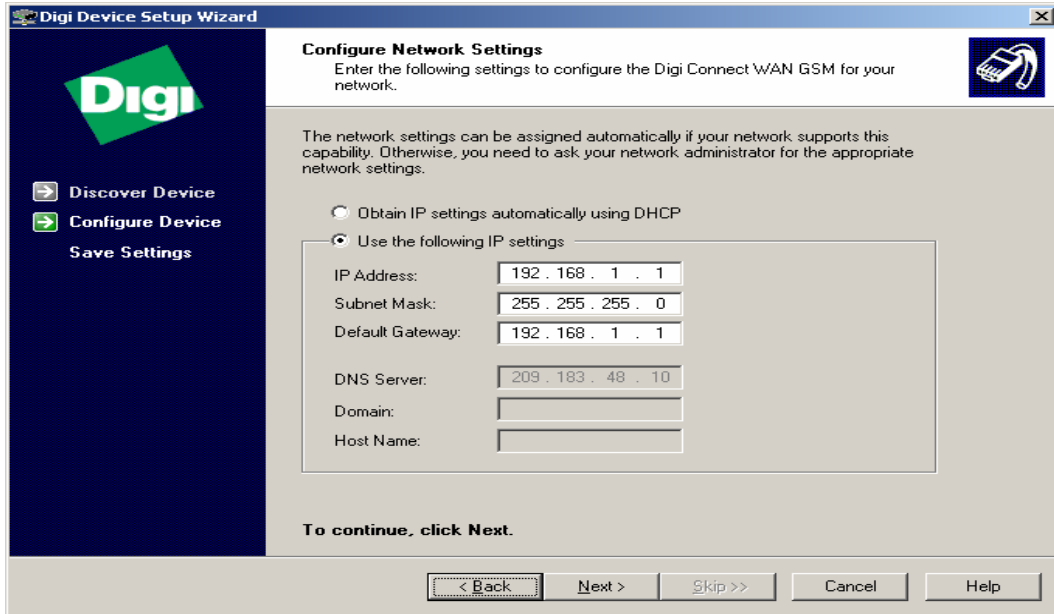 Digi Device Setup Wizard
Digi
Discover Device
Configure Device
Save Settings
Configure Network Settings
Enter the following settings to configure the Digi Connect WAN GSM for your
network.
The network settings can be assigned automatically if your network supports this
capability. Otherwise, you need to ask your network administrator for the appropriate
network settings.
Obtain IP settings automatically using DHCP
Use the following IP settings
IP Address: 192 . 168 . 1 . 1
Subnet Mask: 255 . 255 . 255 . 0
Default Gateway: 192 . 168 . 1 . 1
DNS Server: 209 . 183 . 48 . 10
Domain:
Host Name:
To continue, click Next.
< Back Next > Skip >> Cancel Help